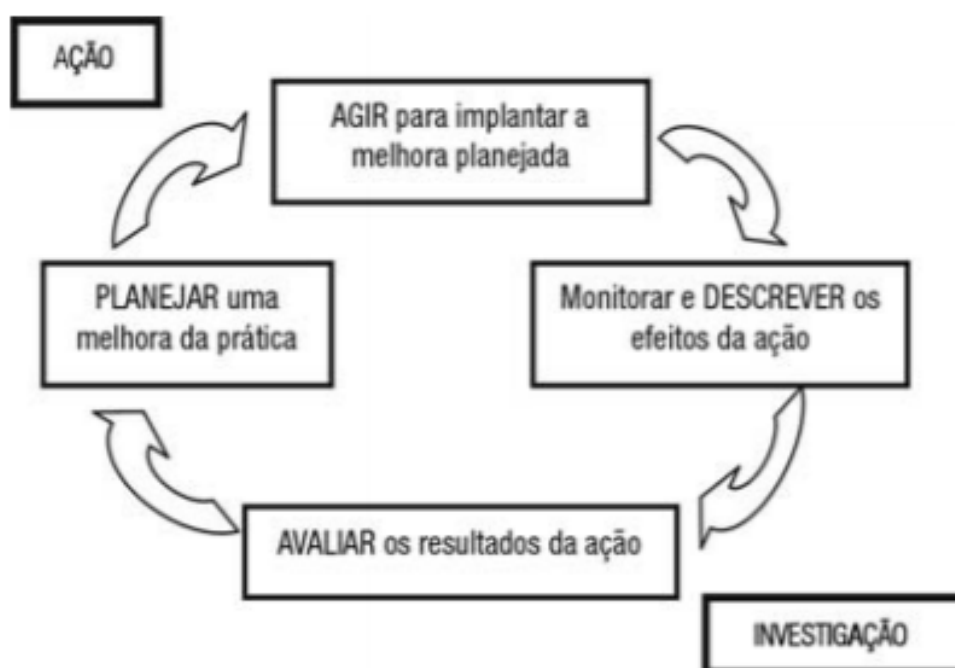 AÇÃO
AGIR para implantar a
melhora planejada
PLANEJAR uma
melhora da prática
Monitorar e DESCREVER os
efeitos da ação
AVALIAR os resultados da ação
INVESTIGAÇÃO